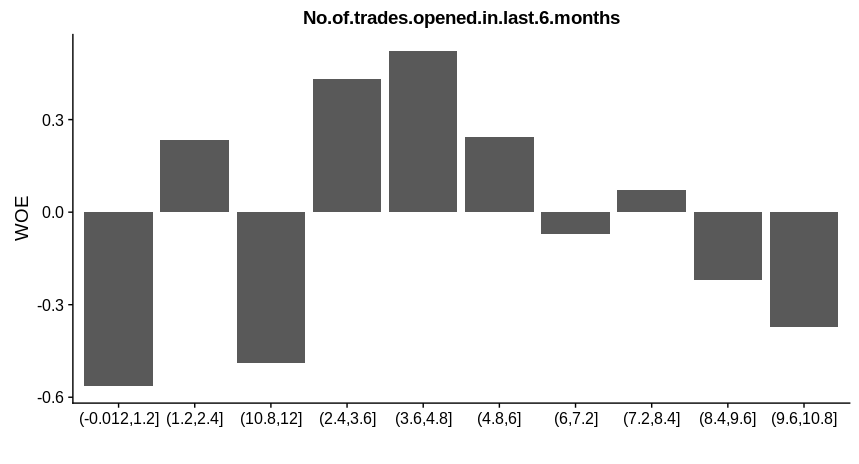 No.of.trades.opened.in.last.6.months
WOE
0.3
0.0
-0.3
-0.6
(-0.012,1.2] (1.2,2.4] (10.8,12] (2.4,3.6] (3.6,4.8] (4.8,6] (6,7.2] (7.2,8.4] (8.4,9.6] (9.6,10.8]